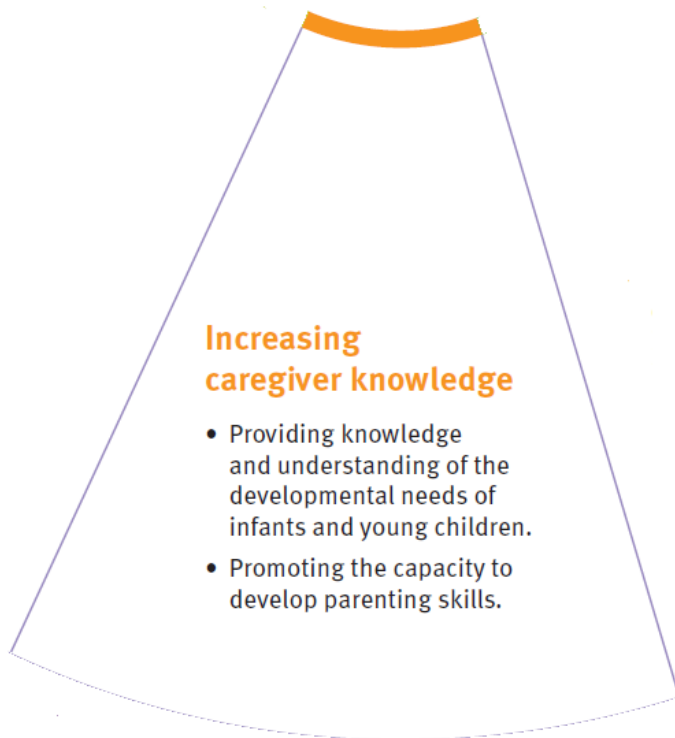 Increasing
caregiver knowledge
• Providing knowledge
and understanding of the
developmental needs of
infants and young children.
• Promoting the capacity to
develop parenting skills.